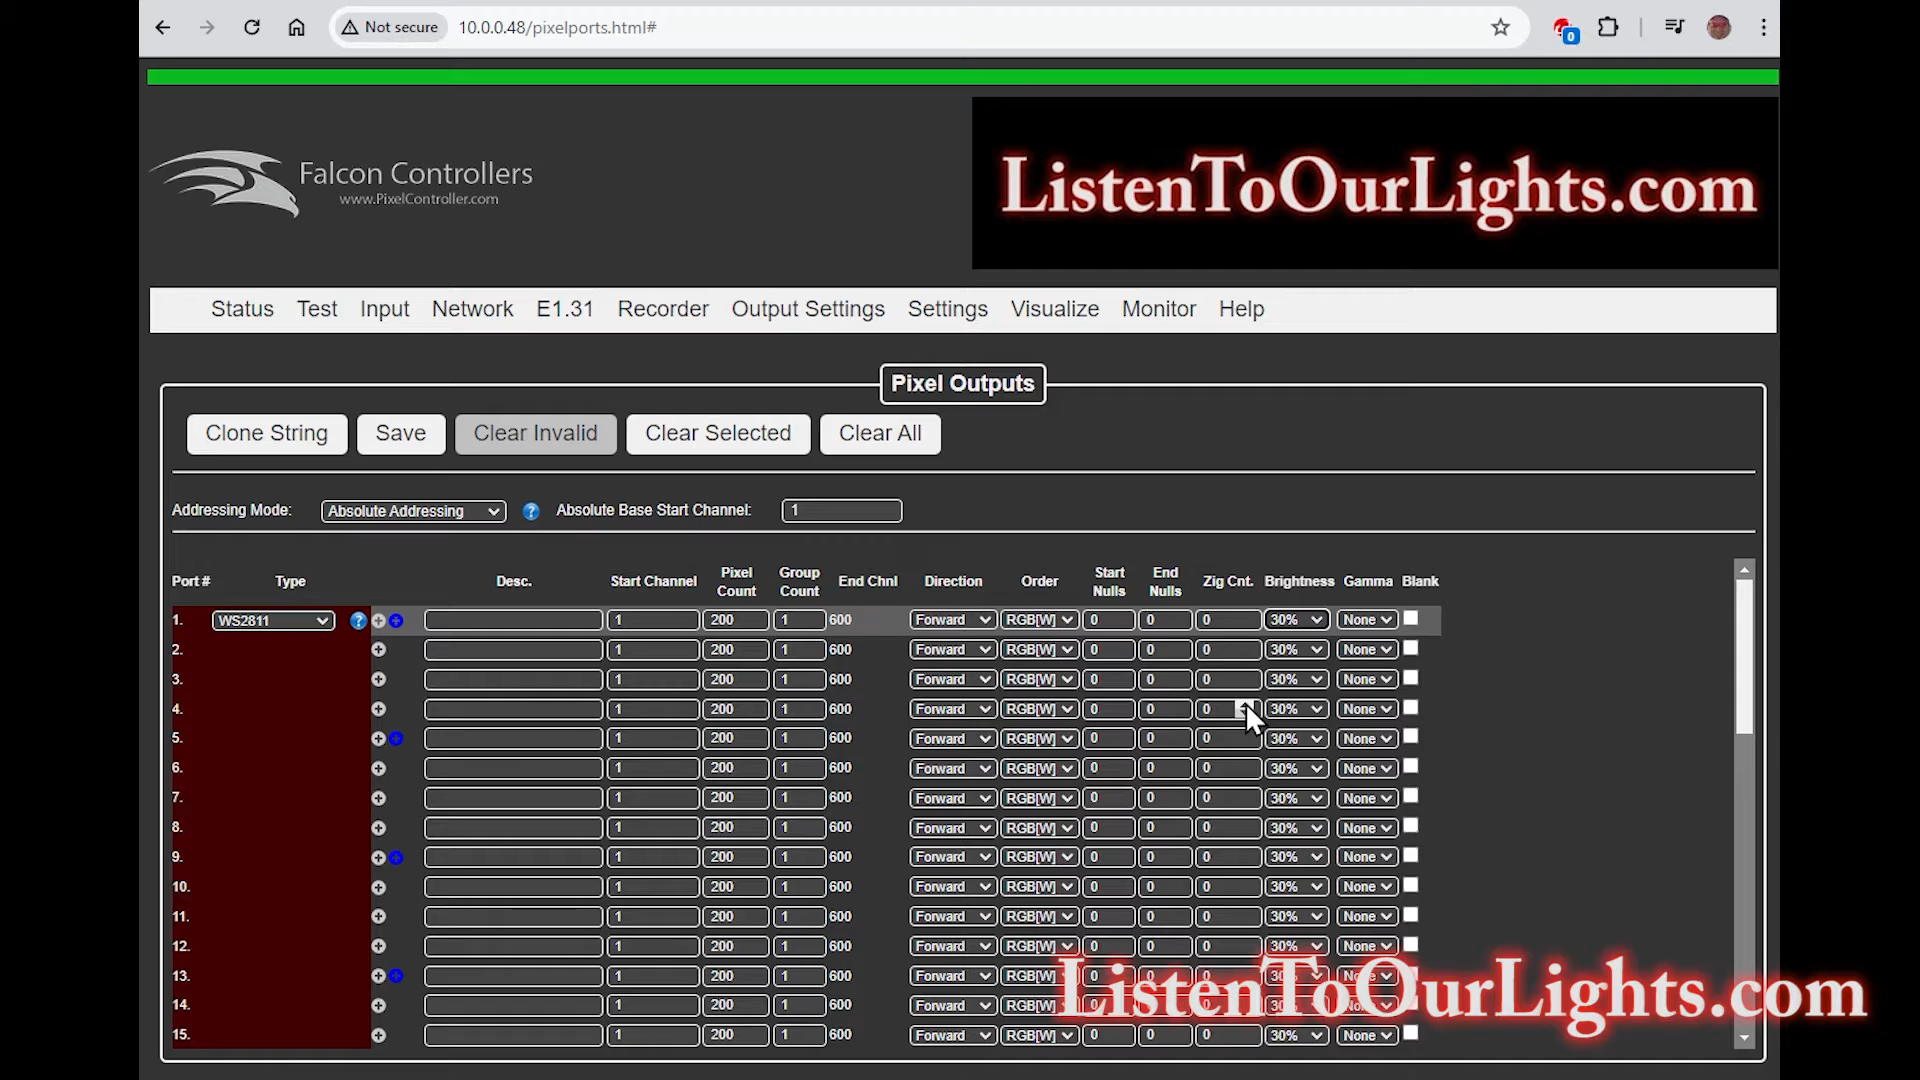 Not secure 10.0.0.48/pixelports.html#
0
Falcon Controllers
www.PixelController.com
ListenToOurLights.com
Status Test Input Network E1.31 Recorder Output Settings Settings Visualize Monitor Help
Pixel Outputs
Clone String Save Clear Invalid Clear Selected Clear All
Addressing Mode: Absolute Addressing ? Absolute Base Start Channel: 1
Port # Type Desc. Start Channel Pixel Count Group Count End Chnl Direction Order Start Nulls End Nulls Zig Cnt. Brightness Gamma Blank
1. WS2811 ? 1 200 1 600 Forward RGB[W] 0 0 0 30% None
2. 1 200 1 600 Forward RGB[W] 0 0 0 30% None
3. 1 200 1 600 Forward RGB[W] 0 0 0 30% None
4. 1 200 1 600 Forward RGB[W] 0 0 0 30% None
5. 1 200 1 600 Forward RGB[W] 0 0 0 30% None
6. 1 200 1 600 Forward RGB[W] 0 0 0 30% None
7. 1 200 1 600 Forward RGB[W] 0 0 0 30% None
8. 1 200 1 600 Forward RGB[W] 0 0 0 30% None
9. 1 200 1 600 Forward RGB[W] 0 0 0 30% None
10. 1 200 1 600 Forward RGB[W] 0 0 0 30% None
11. 1 200 1 600 Forward RGB[W] 0 0 0 30% None
12. 1 200 1 600 Forward RGB[W] 0 0 0 30% None
13. 1 200 1 600 Forward RGB[W] 0 0 0 30% None
14. 1 200 1 600 Forward RGB[W] 0 0 0 30% None
15. 1 200 1 600 Forward RGB[W] 0 0 0 30% None
ListenToOurLights.com